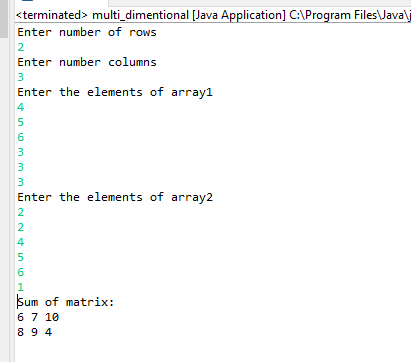 <terminated> multi_dimentional [Java Application] C:\Program Files\Java\j
Enter number of rows
2
Enter number columns
3
Enter the elements of array1
4
5
6
3
3
3
Enter the elements of array2
2
2
4
5
6
1
Sum of matrix:
6 7 10
8 9 4